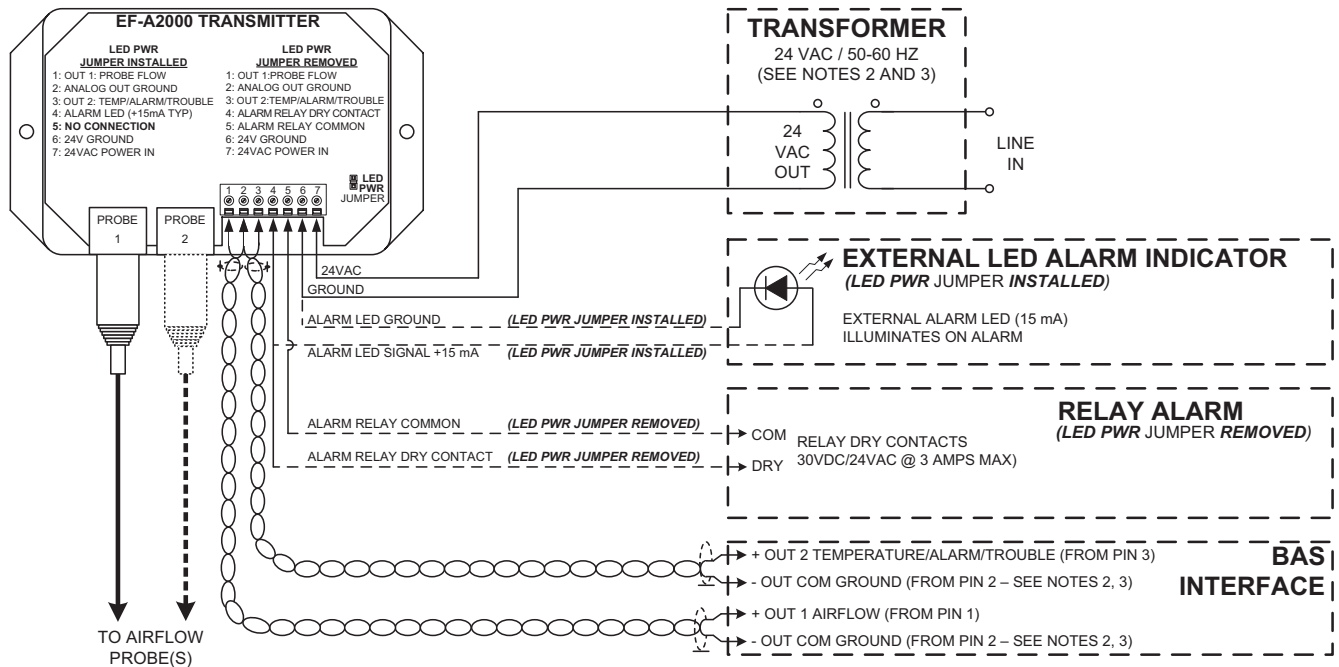 EF-A2000 TRANSMITTER
LED PWR
JUMPER INSTALLED
1: OUT 1: PROBE FLOW
2: ANALOG OUT GROUND
3: OUT 2: TEMP/ALARM/TROUBLE
4: ALARM LED (+15mA TYP)
5: NO CONNECTION
6: 24V GROUND
7: 24VAC POWER IN
LED PWR
JUMPER REMOVED
1: OUT 1:PROBE FLOW
2: ANALOG OUT GROUND
3: OUT 2:TEMP/ALARM/TROUBLE
4: ALARM RELAY DRY CONTACT
5: ALARM RELAY COMMON
6: 24V GROUND
7: 24VAC POWER IN
LED
PWR
JUMPER
1 2 3 4 5 6 7
PROBE
1
PROBE
2
TO AIRFLOW
PROBE(S)
24VAC
GROUND
ALARM LED GROUND (LED PWR JUMPER INSTALLED)
ALARM LED SIGNAL +15 mA (LED PWR JUMPER INSTALLED)
ALARM RELAY COMMON (LED PWR JUMPER REMOVED)
ALARM RELAY DRY CONTACT (LED PWR JUMPER REMOVED)
TRANSFORMER
24 VAC / 50-60 HZ
(SEE NOTES 2 AND 3)
24
VAC
OUT
LINE
IN
EXTERNAL LED ALARM INDICATOR
(LED PWR JUMPER INSTALLED)
EXTERNAL ALARM LED (15 mA)
ILLUMINATES ON ALARM
RELAY ALARM
(LED PWR JUMPER REMOVED)
COM
DRY
RELAY DRY CONTACTS
30VDC/24VAC @ 3 AMPS MAX)
BAS
INTERFACE
+ OUT 2 TEMPERATURE/ALARM/TROUBLE (FROM PIN 3)
- OUT COM GROUND (FROM PIN 2 – SEE NOTES 2, 3)
+ OUT 1 AIRFLOW (FROM PIN 1)
- OUT COM GROUND (FROM PIN 2 – SEE NOTES 2, 3)